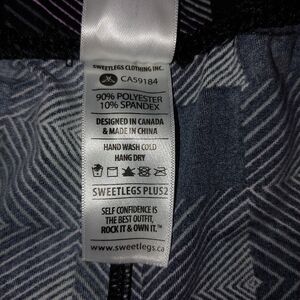 SWEETLEGS CLOTHING INC.
CA59184
90% POLYESTER
10% SPANDEX
DESIGNED IN CANADA
& MADE IN CHINA
HAND WASH COLD
HANG DRY
SWEETLEGS PLUS2
SELF CONFIDENCE IS
THE BEST OUTFIT,
ROCK IT & OWN IT.™
www.sweetlegs.ca